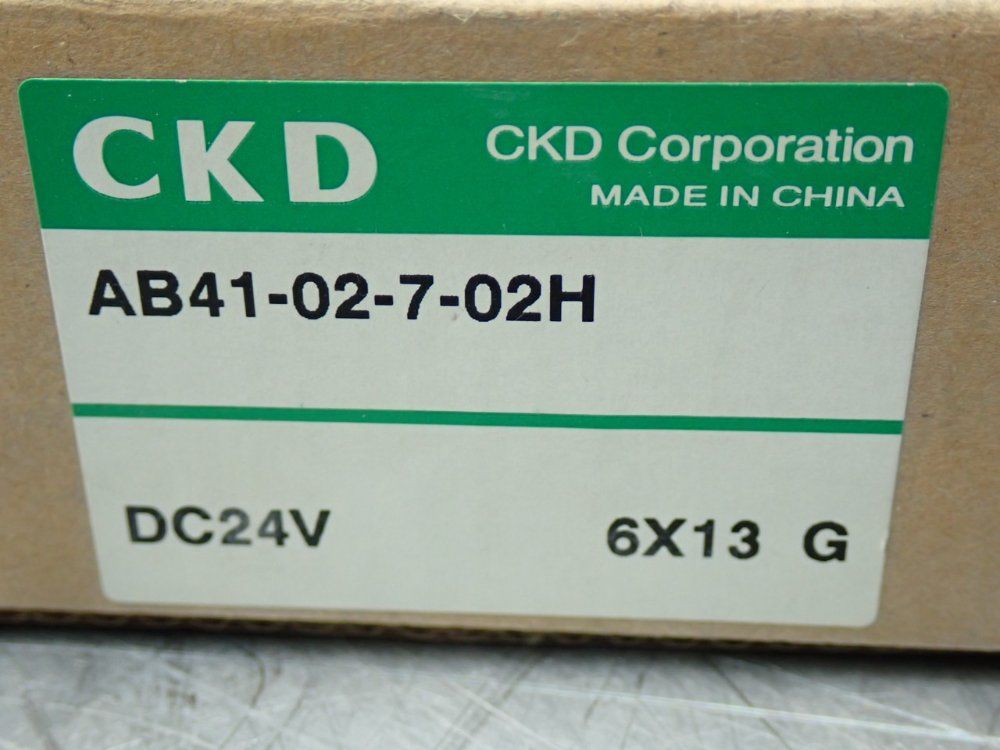 CKD
CKD Corporation
MADE IN CHINA
AB41-02-7-02H
DC24V 6X13 G